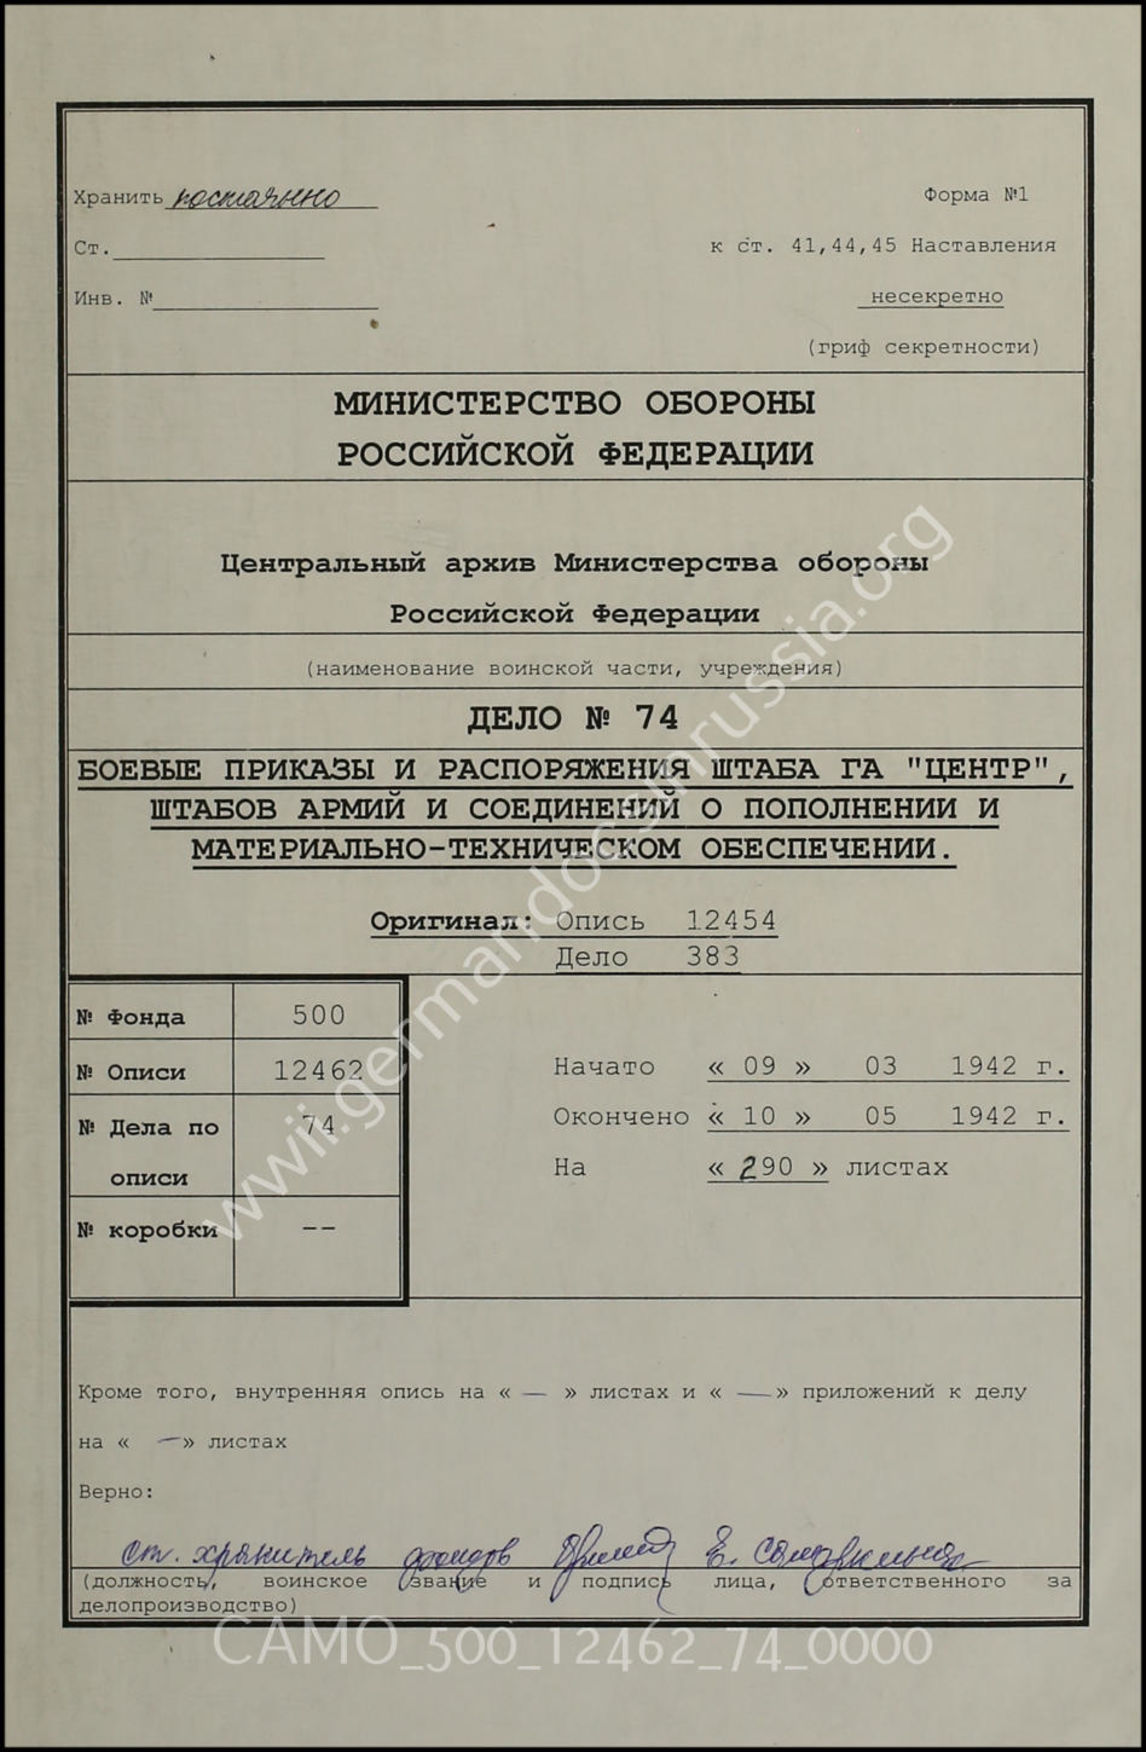 Хранить постоянно
Форма №1
Ст.
к ст. 41,44,45 Наставления
Инв. №
несекретно
(гриф секретности)
МИНИСТЕРСТВО ОБОРОНЫ
РОССИЙСКОЙ ФЕДЕРАЦИИ
Центральный архив Министерства обороны
Российской Федерации
(наименование воинской части, учреждения)
ДЕЛО № 74
БОЕВЫЕ ПРИКАЗЫ И РАСПОРЯЖЕНИЯ ШТАБА ГА "ЦЕНТР",
ШТАБОВ АРМИЙ И СОЕДИНЕНИЙ О ПОПОЛНЕНИИ И
МАТЕРИАЛЬНО-ТЕХНИЧЕСКОМ ОБЕСПЕЧЕНИИ.
Оригинал: Опись 12454
Дело 383
№ Фонда 500
№ Описи 12462
№ Дела по описи 74
№ коробки --
Начато « 09 » 03 1942 г.
Окончено « 10 » 05 1942 г.
На « 290 » листах
Кроме того, внутренняя опись на « — » листах и « — » приложений к делу
на « — » листах
Верно:
ст. хранитель фондов Е.
(должность, воинское звание и подпись лица, ответственного за
делопроизводство)
wwii.germandocsinrussia.org
CAMO_500_12462_74_0000